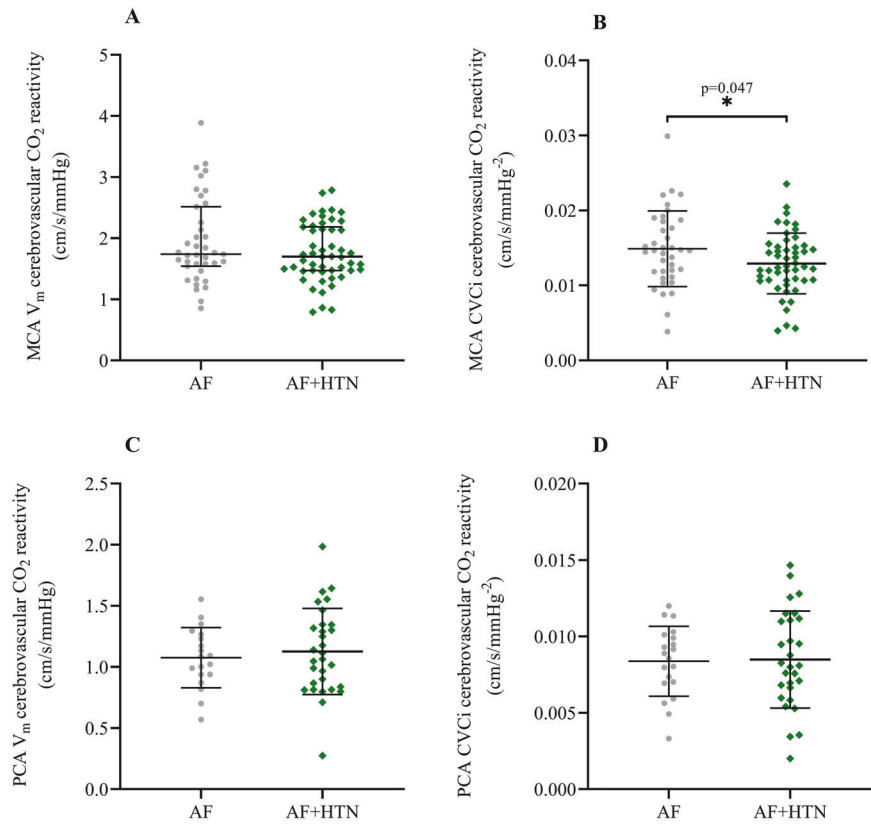 A
MCA Vm cerebrovascular CO2 reactivity
(cm/s/mmHg)
5
4
3
2
1
0
AF
AF+HTN
B
MCA CVCi cerebrovascular CO2 reactivity
(cm/s/mmHg-2)
0.04
0.03
0.02
0.01
0.00
p=0.047
*
AF
AF+HTN
C
PCA Vm cerebrovascular CO2 reactivity
(cm/s/mmHg)
2.5
2.0
1.5
1.0
0.5
0.0
AF
AF+HTN
D
PCA CVCi cerebrovascular CO2 reactivity
(cm/s/mmHg-2)
0.020
0.015
0.010
0.005
0.000
AF
AF+HTN